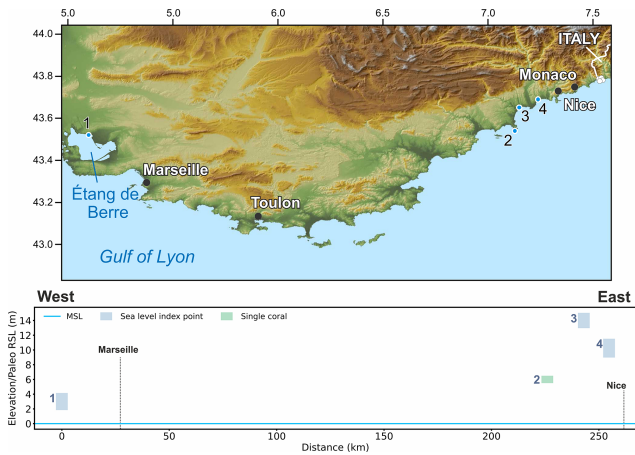 5.0 5.0 6.0 6.5 7.0 7.5
44.0
43.8
43.6
43.4
43.2
43.0
ITALY
Monaco
Nice
1
2
3
4
Marseille
Étang de
Berre
Toulon
Gulf of Lyon
West East
Elevation/Paleo RSL (m)
MSL Sea level index point Single coral
14
12
10
8
6
4
2
0
Marseille
Nice
1
2
3
4
0 50 100 150 200 250
Distance (km)